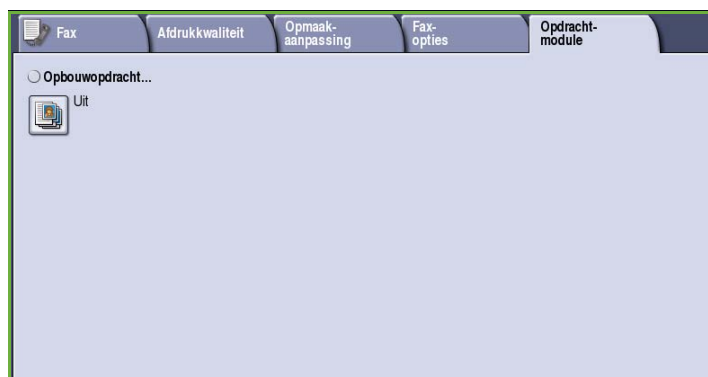 Fax
Afdrukkwaliteit
Opmaak-
aanpassing
Fax-
opties
Opdracht-
module
Opbouwopdracht...
Uit